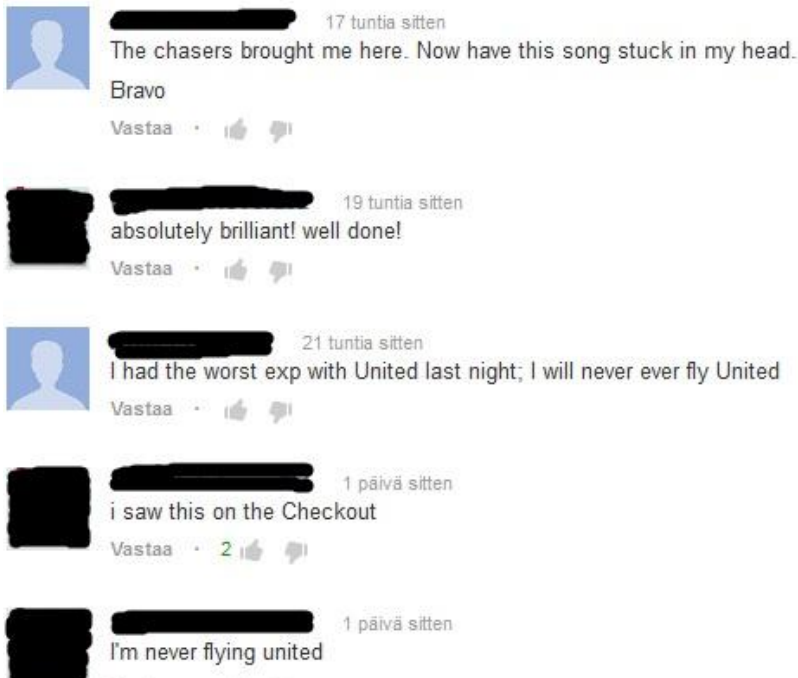 17 tuntia sitten
The chasers brought me here. Now have this song stuck in my head.
Bravo
Vastaa ·
19 tuntia sitten
absolutely brilliant! well done!
Vastaa ·
21 tuntia sitten
I had the worst exp with United last night; I will never ever fly United
Vastaa ·
1 päivä sitten
i saw this on the Checkout
Vastaa · 2
1 päivä sitten
I'm never flying united